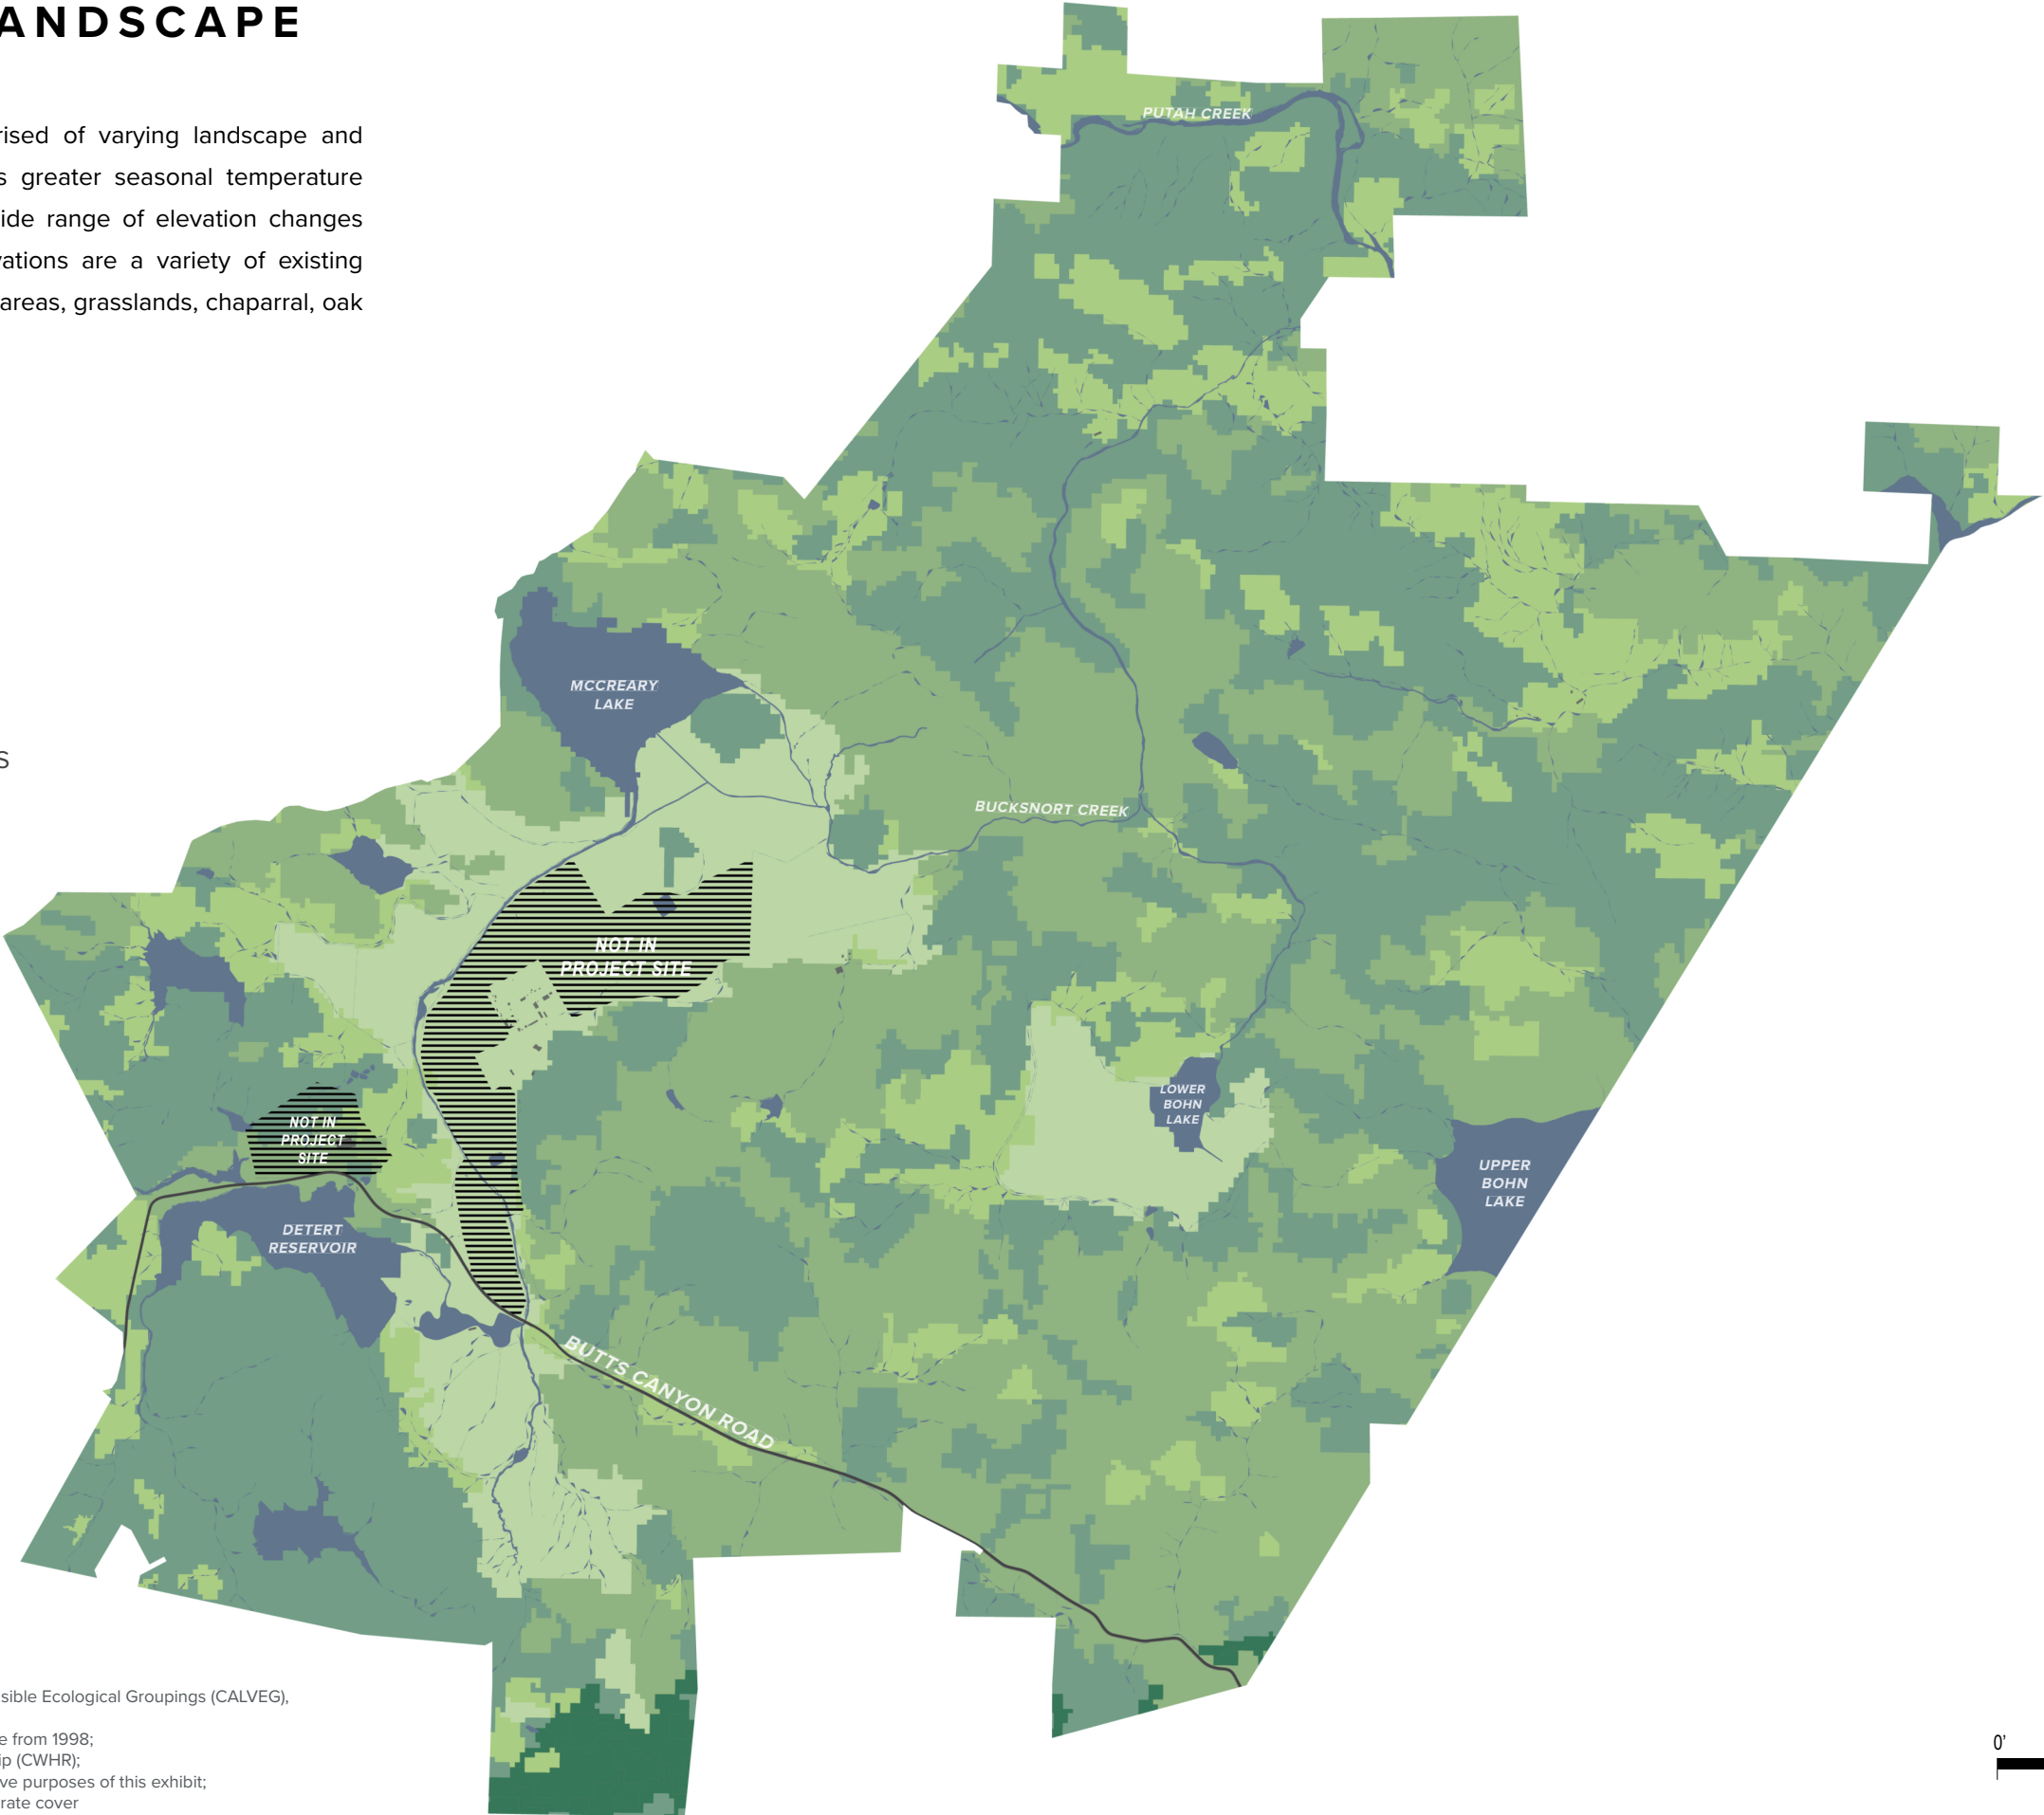 ANDSCAPE
rised of varying landscape and
s greater seasonal temperature
ide range of elevation changes
vations are a variety of existing
areas, grasslands, chaparral, oak
PUTAH CREEK
MCCREARY
LAKE
S
BUCKSNORT CREEK
NOT IN
PROJECT SITE
LOWER
BOHN
LAKE
NOT IN
PROJECT
SITE
UPPER
BOHN
LAKE
DETERT
RESERVOIR
BUTTS CANYON ROAD
sible Ecological Groupings (CALVEG),
e from 1998;
ip (CWHR);
ve purposes of this exhibit;
rate cover
0'